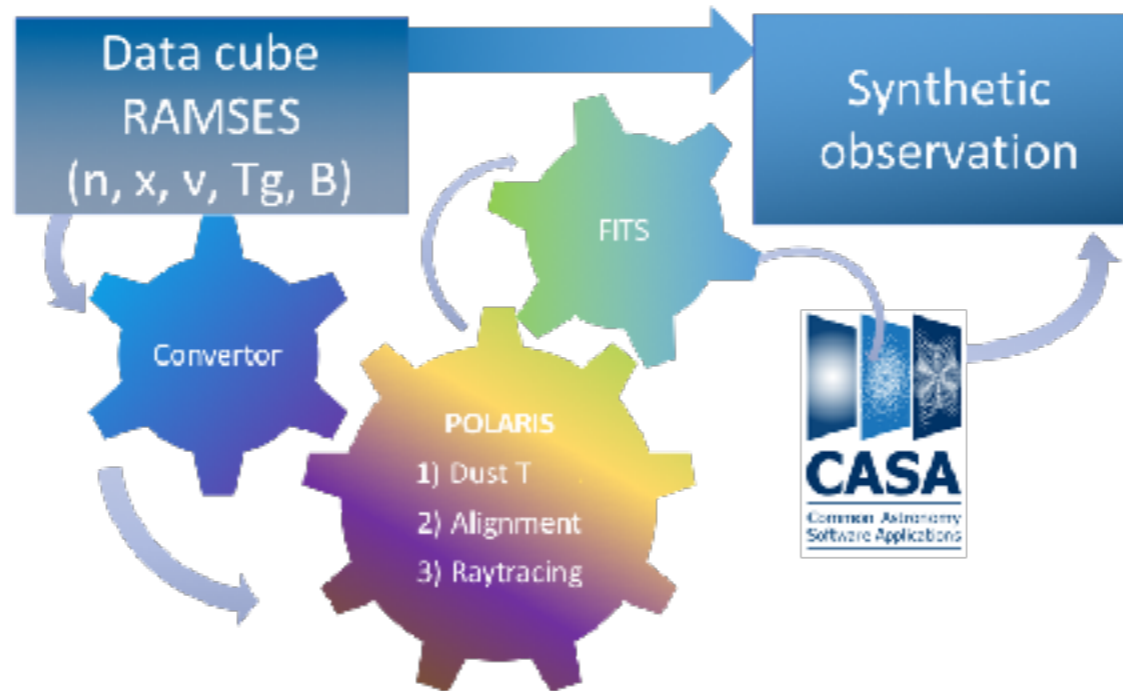 Data cube
RAMSES
(n, x, v, Tg, B)
Synthetic
observation
FITS
Convertor
POLARIS
1) Dust T
2) Alignment
3) Raytracing
CASA
Common Astronomy
Software Applications